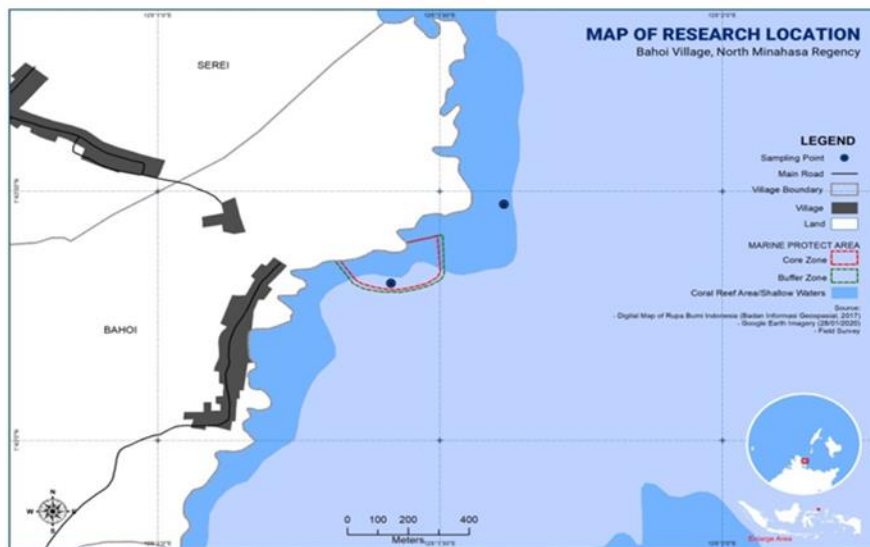 MAP OF RESEARCH LOCATION
Bahoi Village, North Minahasa Regency
SEREI
BAHOI
LEGEND
Sampling Point
Main Road
Village Boundary
Village
Land
MARINE PROTECT AREA
Core Zone
Buffer Zone
Coral Reef Area/Shallow Waters
Source:
- Digital Map of Rupa Bumi Indonesia (Badan Informasi Geospasial, 2017)
- Google Earth Imagery (28/01/2020)
- Field Survey
N
W
E
S
0 100 200 400
Meters
Enlarge Area